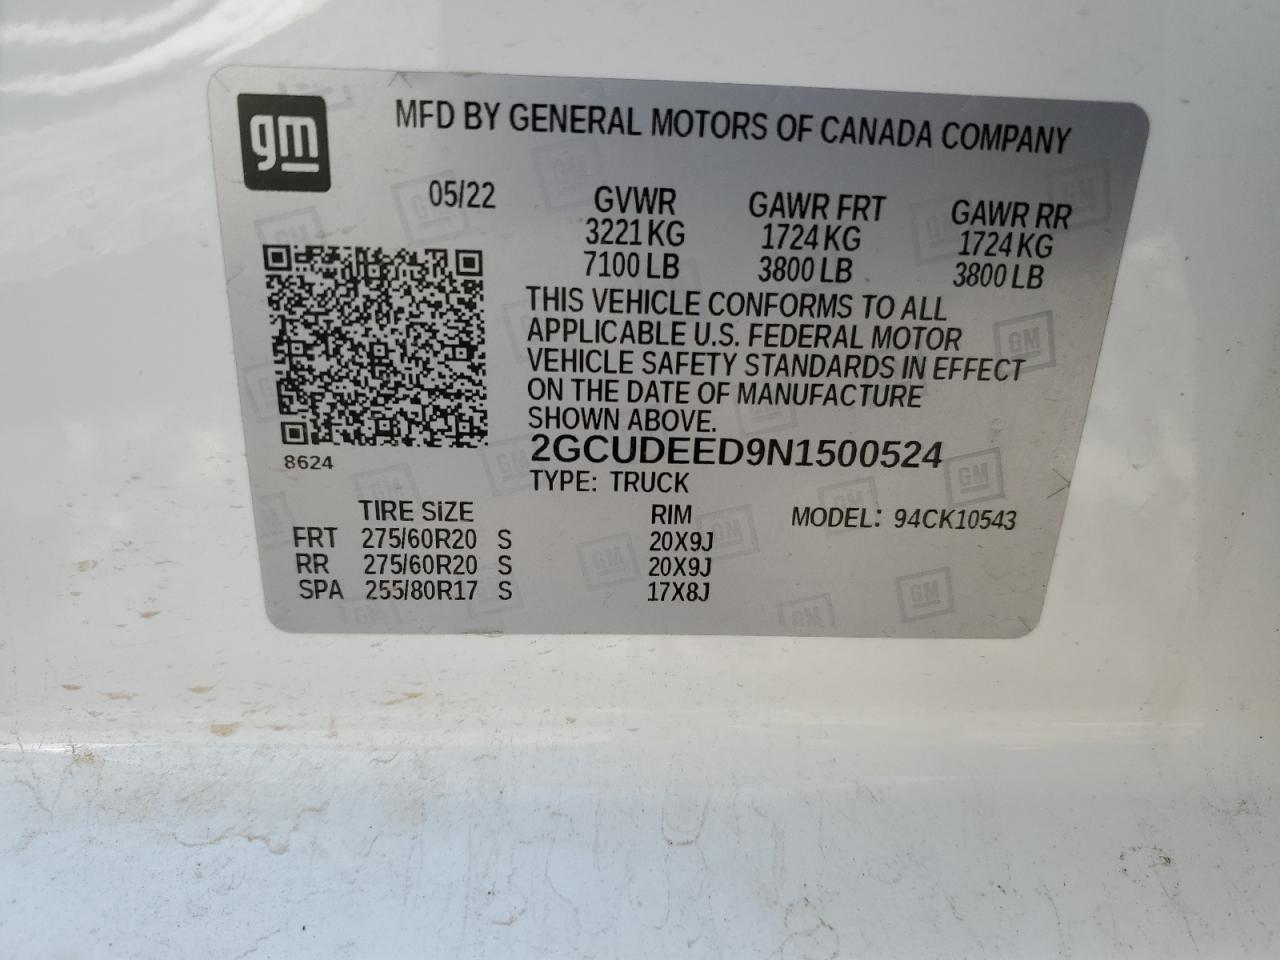 gm
MFD BY GENERAL MOTORS OF CANADA COMPANY
05/22 GVWR GAWR FRT GAWR RR
3221 KG 1724 KG 1724 KG
7100 LB 3800 LB 3800 LB
THIS VEHICLE CONFORMS TO ALL
APPLICABLE U.S. FEDERAL MOTOR
VEHICLE SAFETY STANDARDS IN EFFECT
ON THE DATE OF MANUFACTURE
SHOWN ABOVE.
2GCUDEED9N1500524
8624
TYPE: TRUCK
TIRE SIZE RIM MODEL: 94CK10543
FRT 275/60R20 S 20X9J
RR 275/60R20 S 20X9J
SPA 255/80R17 S 17X8J